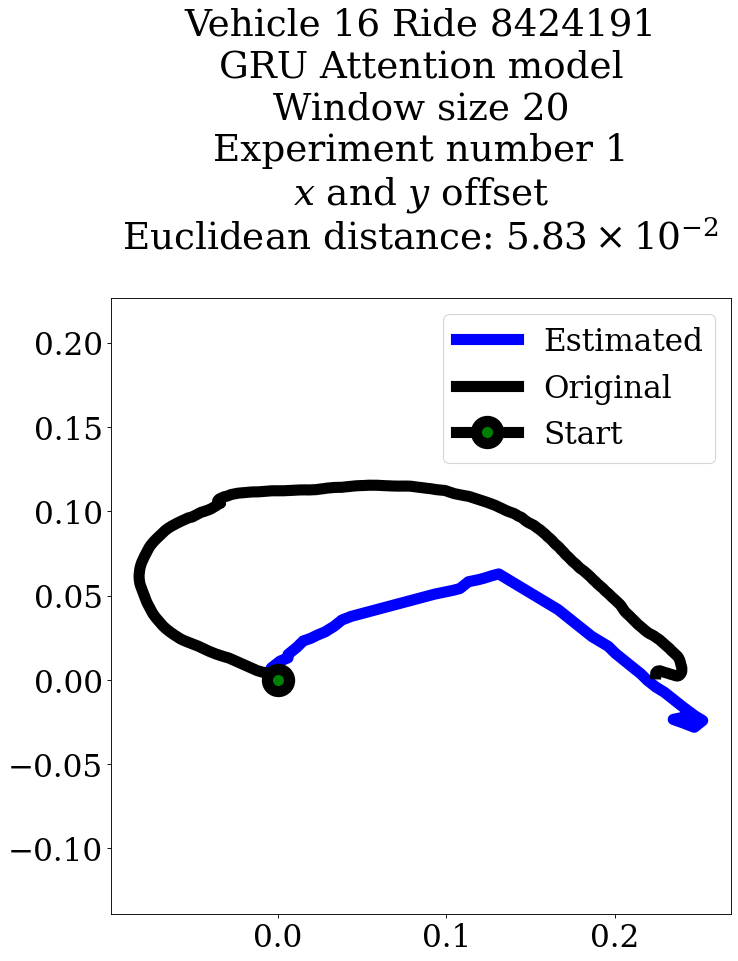 Vehicle 16 Ride 8424191
GRU Attention model
Window size 20
Experiment number 1
x and y offset
Euclidean distance: 5.83 × 10⁻²
Estimated
Original
Start
0.20
0.15
0.10
0.05
0.00
−0.05
−0.10
0.0 0.1 0.2